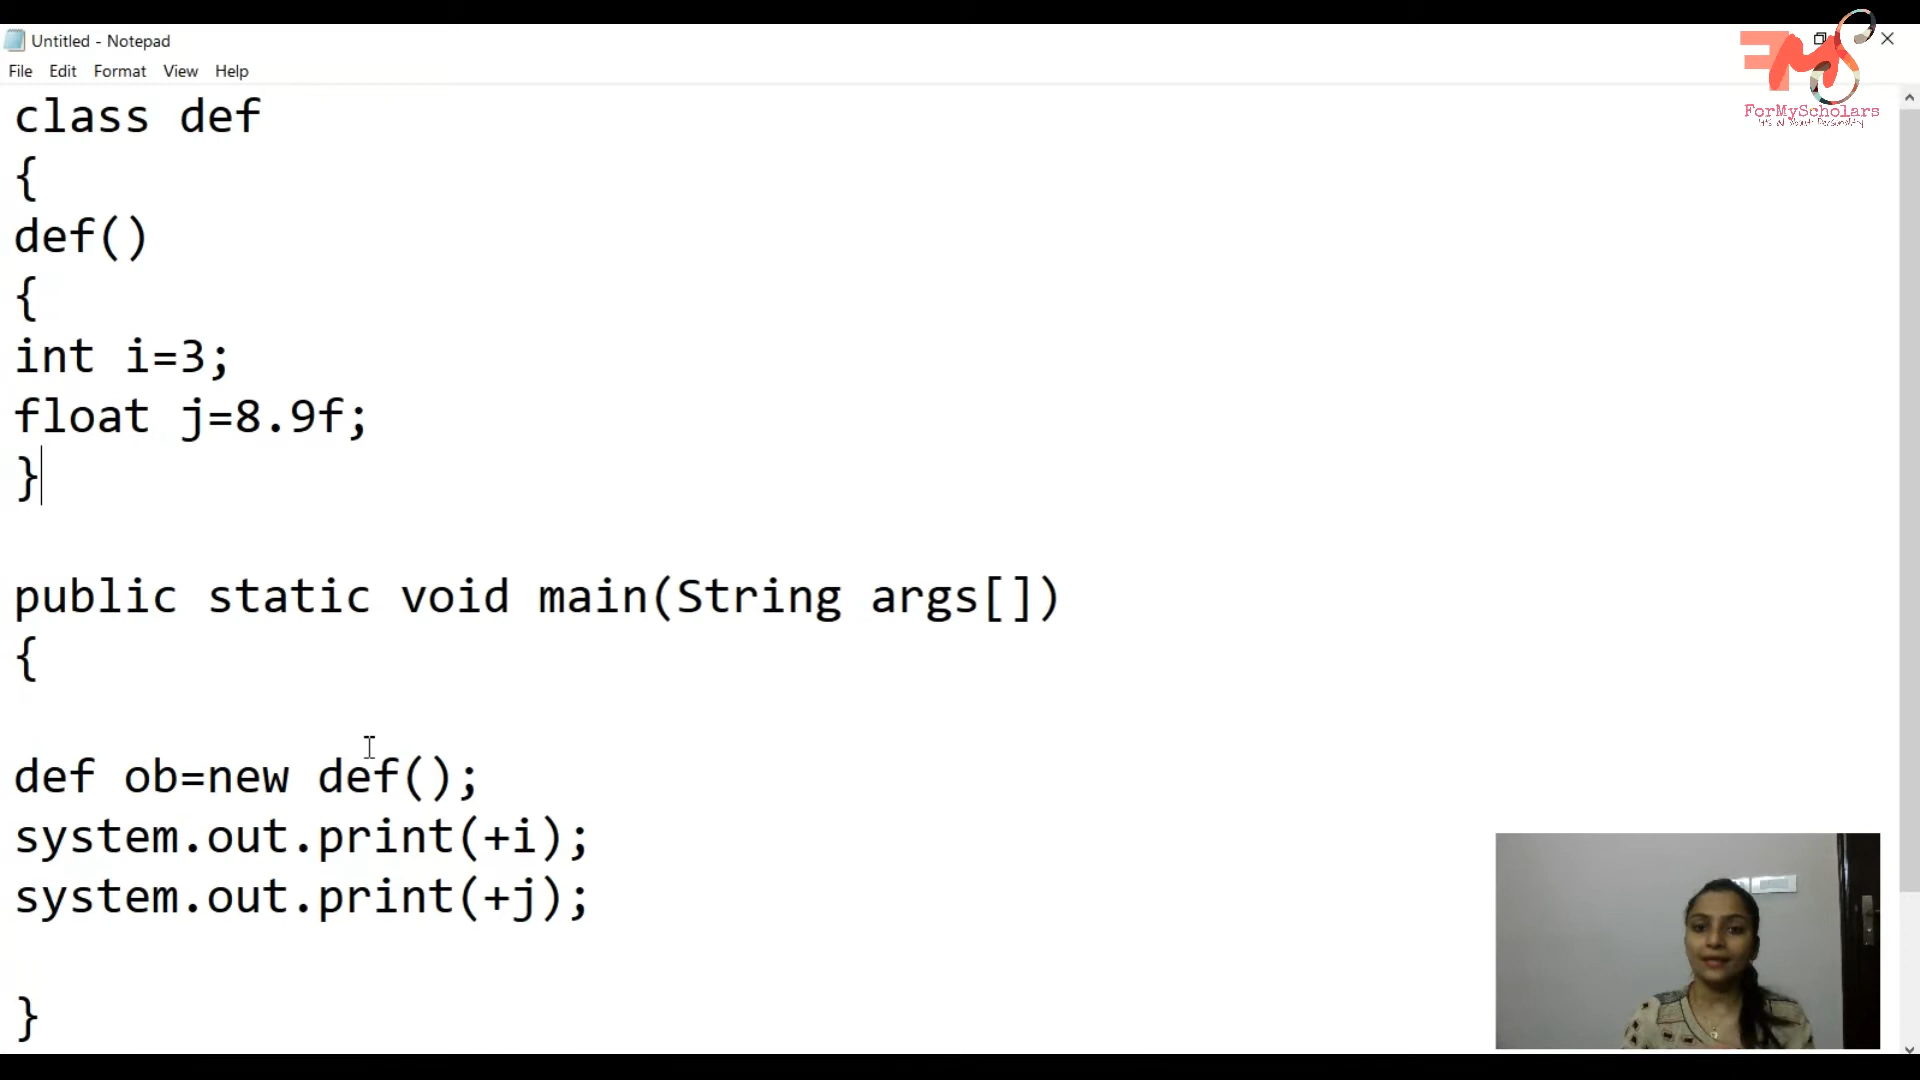 Untitled - Notepad
File Edit Format View Help
ForMyScholars
class def
{
def()
{
int i=3;
float j=8.9f;
}
public static void main(String args[])
{
def ob=new def();
system.out.print(+i);
system.out.print(+j);
}